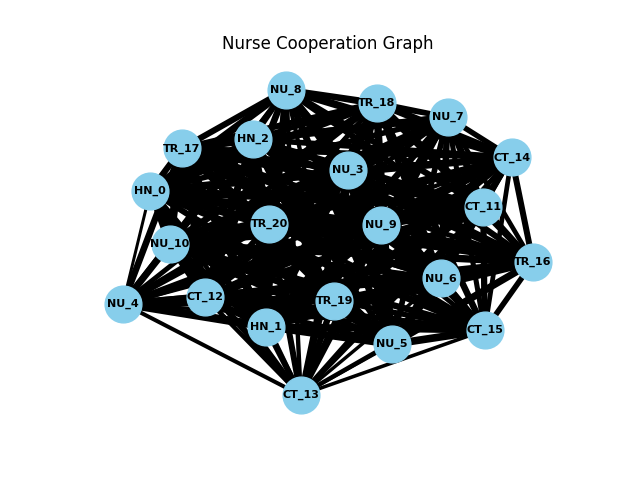 Nurse Cooperation Graph
NU_8
TR_18
NU_7
HN_2
TR_17
CT_14
NU_3
HN_0
CT_11
TR_20
NU_9
NU_10
TR_16
NU_6
CT_12
TR_19
NU_4
HN_1
CT_15
NU_5
CT_13